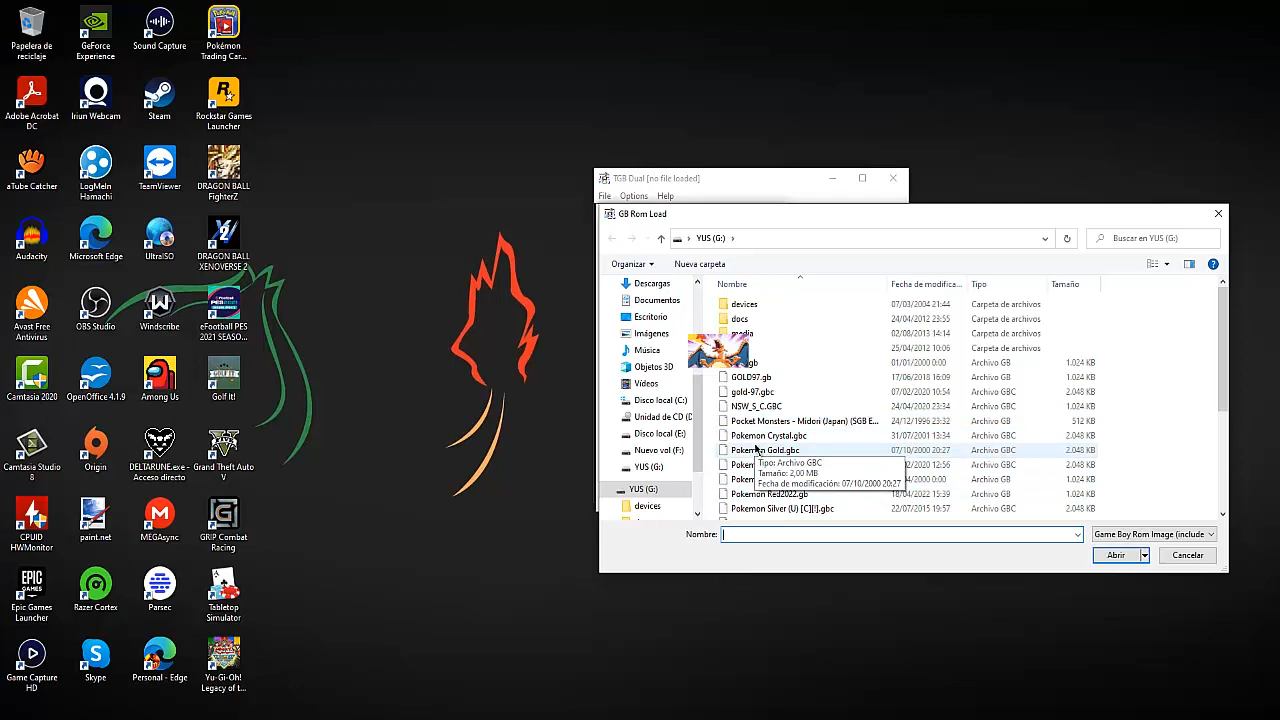 Papelera de
reciclaje
GeForce
Experience
Sound Capture
Pokémon
Trading Car...
Adobe Acrobat
DC
Iriun Webcam
Steam
Rockstar Games
Launcher
aTube Catcher
LogMeIn
Hamachi
TeamViewer
DRAGON BALL
FighterZ
Audacity
Microsoft Edge
UltraISO
DRAGON BALL
XENOVERSE 2
Avast Free
Antivirus
OBS Studio
Windscribe
eFootball PES
2021 SEASO...
Camtasia 2020
OpenOffice 4.1.9
Among Us
Golf It!
Camtasia
Studio 8
Origin
DELTARUNE.exe -
Acceso directo
Grand Theft Auto
V
CPUID
HWMonitor
paint.net
MEGAsync
GRIP Combat
Racing
Epic Games
Launcher
Razer Cortex
Parsec
Tabletop
Simulator
Game Capture
HD
Skype
Personal - Edge
Yu-Gi-Oh!
Legacy of t...
TGB Dual [no file loaded]
File Options Help
GB Rom Load
YUS (G:)
Buscar en YUS (G:)
Organizar Nueva carpeta
Descargas
Documentos
Escritorio
Imágenes
Música
Objetos 3D
Vídeos
Disco local (C:)
Unidad de CD (D
Disco local (E:)
Nuevo vol (F:)
YUS (G:)
YUS (G:)
devices
Nombre Fecha de modifica... Tipo Tamaño
devices 07/03/2004 21:44 Carpeta de archivos
docs 24/04/2012 23:55 Carpeta de archivos
media 02/08/2013 14:14 Carpeta de archivos
25/04/2012 10:06 Carpeta de archivos
gb 01/01/2000 0:00 Archivo GB 1.024 KB
GOLD97.gb 17/06/2018 16:09 Archivo GB 1.024 KB
gold-97.gbc 07/02/2020 10:54 Archivo GBC 2.048 KB
NSW_S_C.GBC 24/04/2020 23:34 Archivo GBC 1.024 KB
Pocket Monsters - Midori (Japan) (SGB E... 24/12/1996 23:32 Archivo GB 512 KB
Pokemon Crystal.gbc 31/07/2001 13:34 Archivo GBC 2.048 KB
Pokemon Gold.gbc 07/10/2000 20:27 Archivo GBC 2.048 KB
/2020 12:56 Archivo GBC 2.048 KB
0:00 Archivo GB 1.024 KB
Pokemon Red2022.gb /04/2022 15:39 Archivo GB 1.024 KB
Pokemon Silver (U) [C][!].gbc 22/07/2015 19:57 Archivo GBC 2.048 KB
Tipo: Archivo GBC
Tamaño: 2,00 MB
Fecha de modificación: 07/10/2000 20:27
Nombre:
Game Boy Rom Image (include
Abrir Cancelar